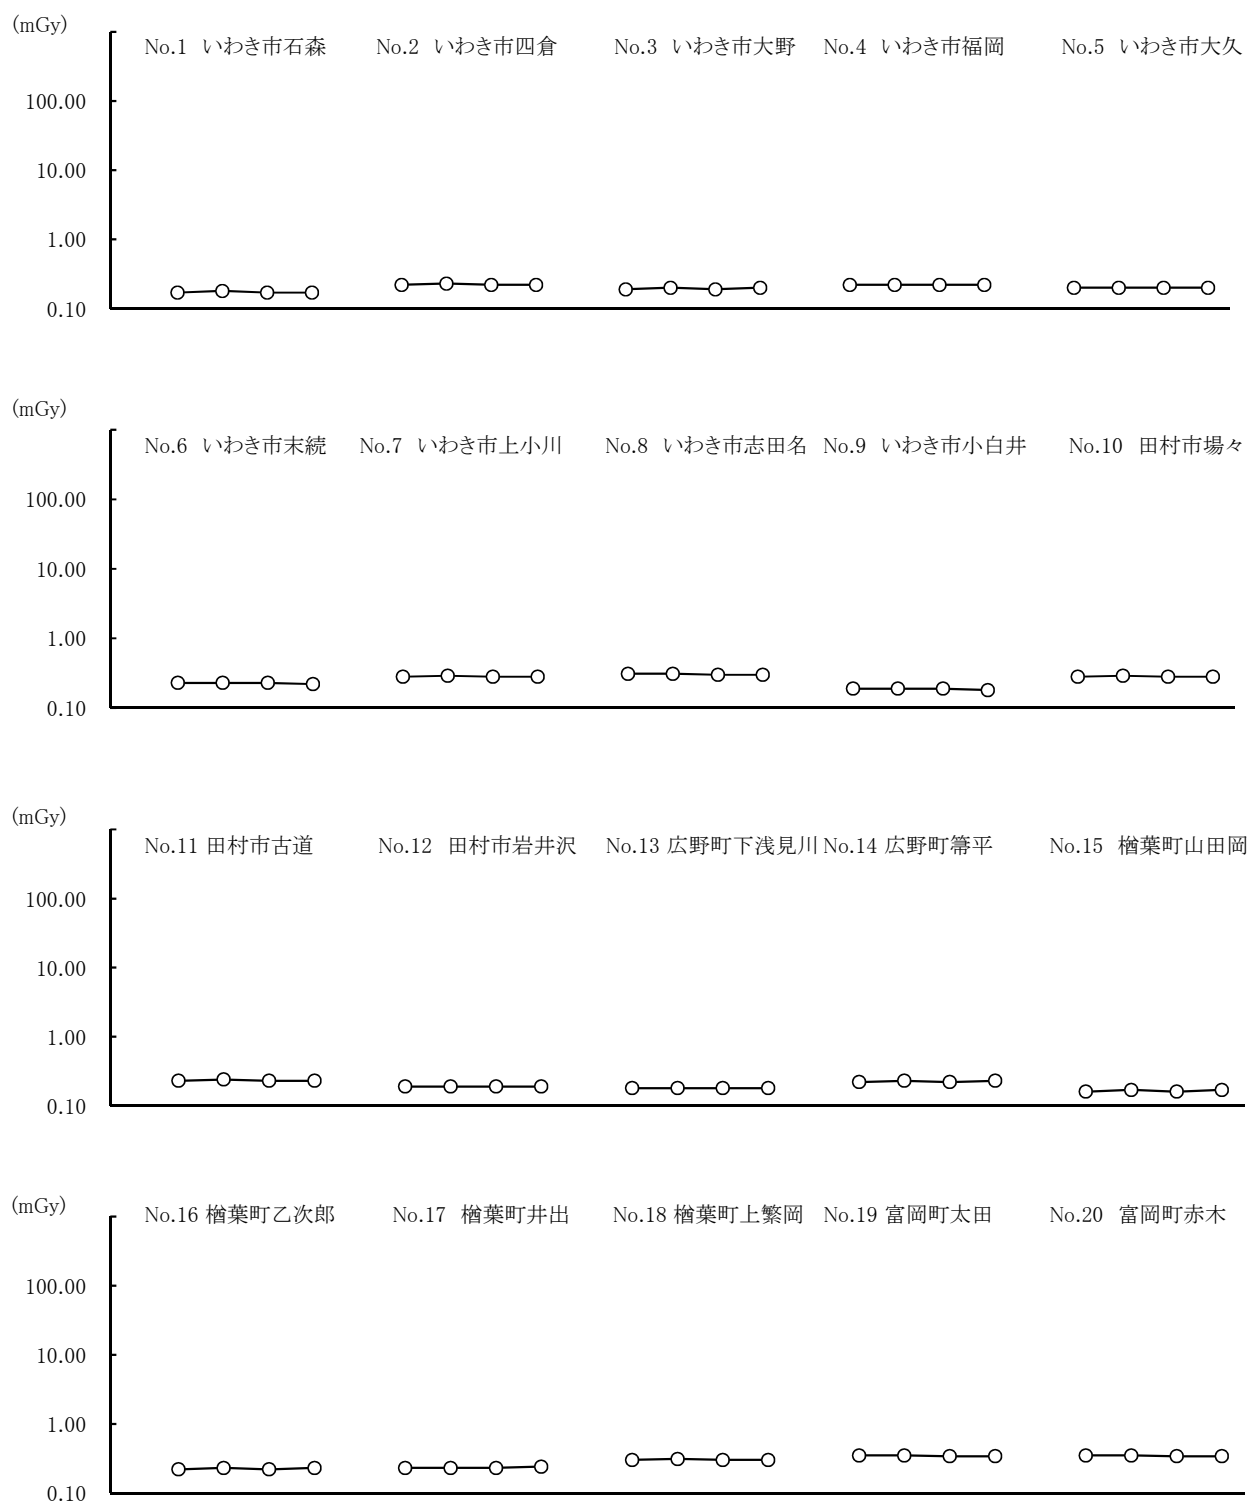 (mGy)
No.1 いわき市石森 No.2 いわき市四倉 No.3 いわき市大野 No.4 いわき市福岡 No.5 いわき市大久
100.00
10.00
1.00
0.10
(mGy)
No.6 いわき市末続 No.7 いわき市上小川 No.8 いわき市志田名 No.9 いわき市小白井 No.10 田村市場々
100.00
10.00
1.00
0.10
(mGy)
No.11 田村市古道 No.12 田村市岩井沢 No.13 広野町下浅見川 No.14 広野町箒平 No.15 楢葉町山田岡
100.00
10.00
1.00
0.10
(mGy)
No.16 楢葉町乙次郎 No.17 楢葉町井出 No.18 楢葉町上繁岡 No.19 富岡町太田 No.20 富岡町赤木
100.00
10.00
1.00
0.10